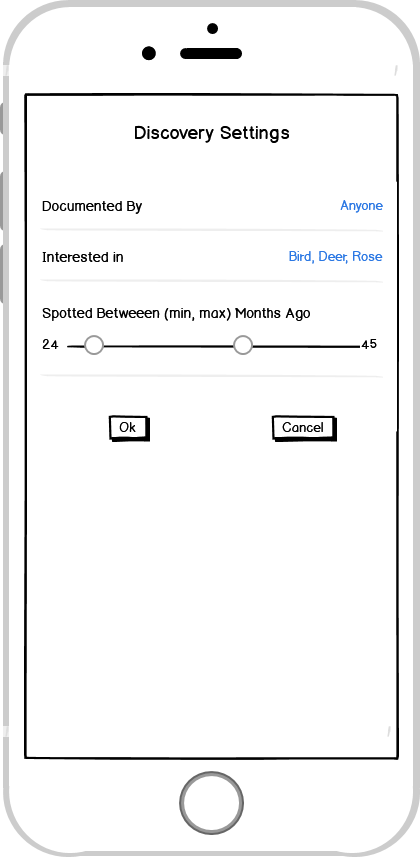 Discovery Settings
Documented By Anyone
Interested in Bird, Deer, Rose
Spotted Betweeen (min, max) Months Ago
24 45
Ok Cancel